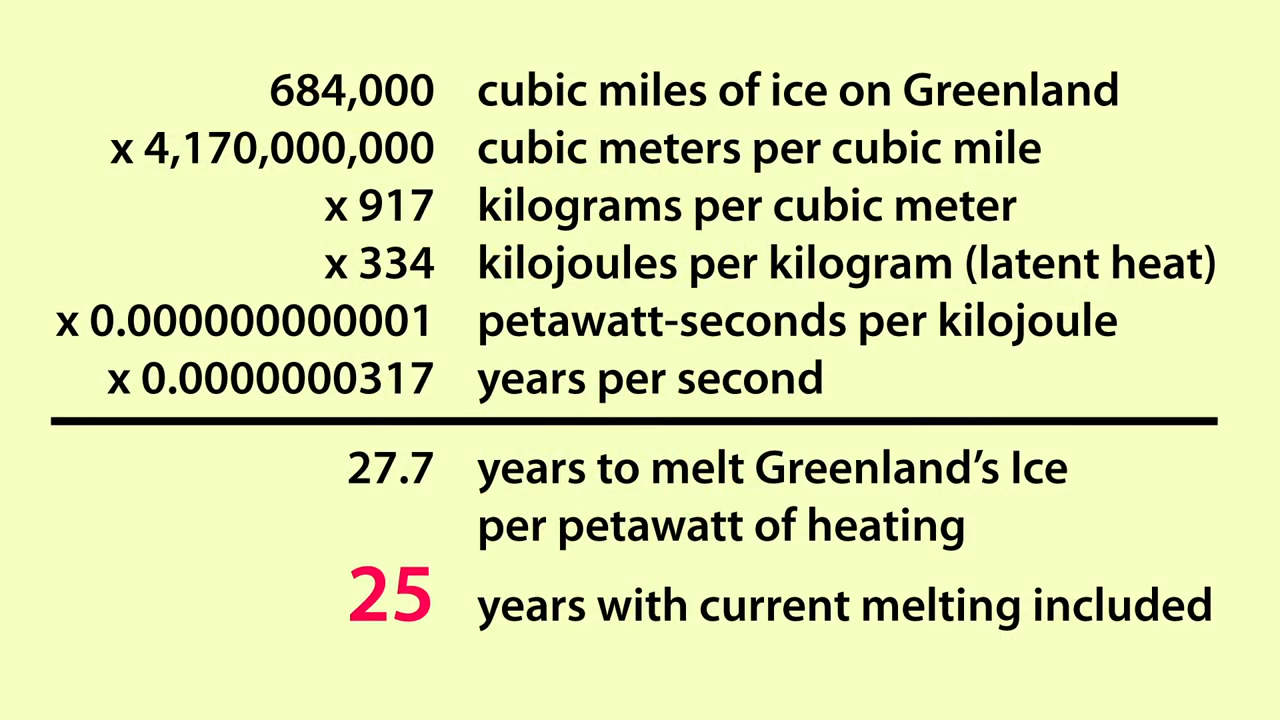 684,000 cubic miles of ice on Greenland
x 4,170,000,000 cubic meters per cubic mile
x 917 kilograms per cubic meter
x 334 kilojoules per kilogram (latent heat)
x 0.000000000001 petawatt-seconds per kilojoule
x 0.0000000317 years per second
27.7 years to melt Greenland’s Ice
per petawatt of heating
25 years with current melting included